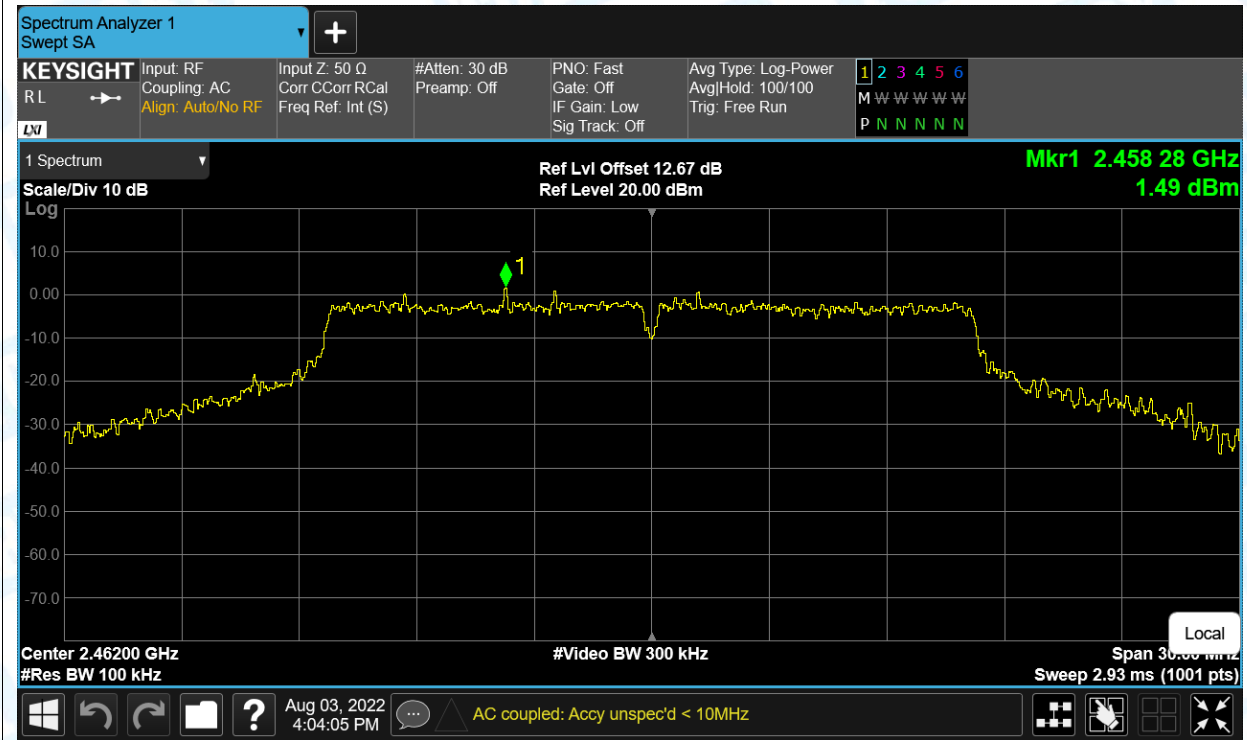 Spectrum Analyzer 1
Swept SA
KEYSIGHT
R L
LXI
Input: RF
Coupling: AC
Align: Auto/No RF
Input Z: 50 Ω
Corr CCorr RCal
Freq Ref: Int (S)
#Atten: 30 dB
Preamp: Off
PNO: Fast
Gate: Off
IF Gain: Low
Sig Track: Off
Avg Type: Log-Power
Avg|Hold: 100/100
Trig: Free Run
1 2 3 4 5 6
M W W W W W W
P N N N N N N
1 Spectrum
Scale/Div 10 dB
Log
Ref Lvl Offset 12.67 dB
Ref Level 20.00 dBm
Mkr1 2.458 28 GHz
1.49 dBm
1
10.0
0.00
-10.0
-20.0
-30.0
-40.0
-50.0
-60.0
-70.0
Local
Center 2.46200 GHz
#Video BW 300 kHz
Span 30.00 MHz
#Res BW 100 kHz
Sweep 2.93 ms (1001 pts)
?
Aug 03, 2022
4:04:05 PM
AC coupled: Accy unspec'd < 10MHz